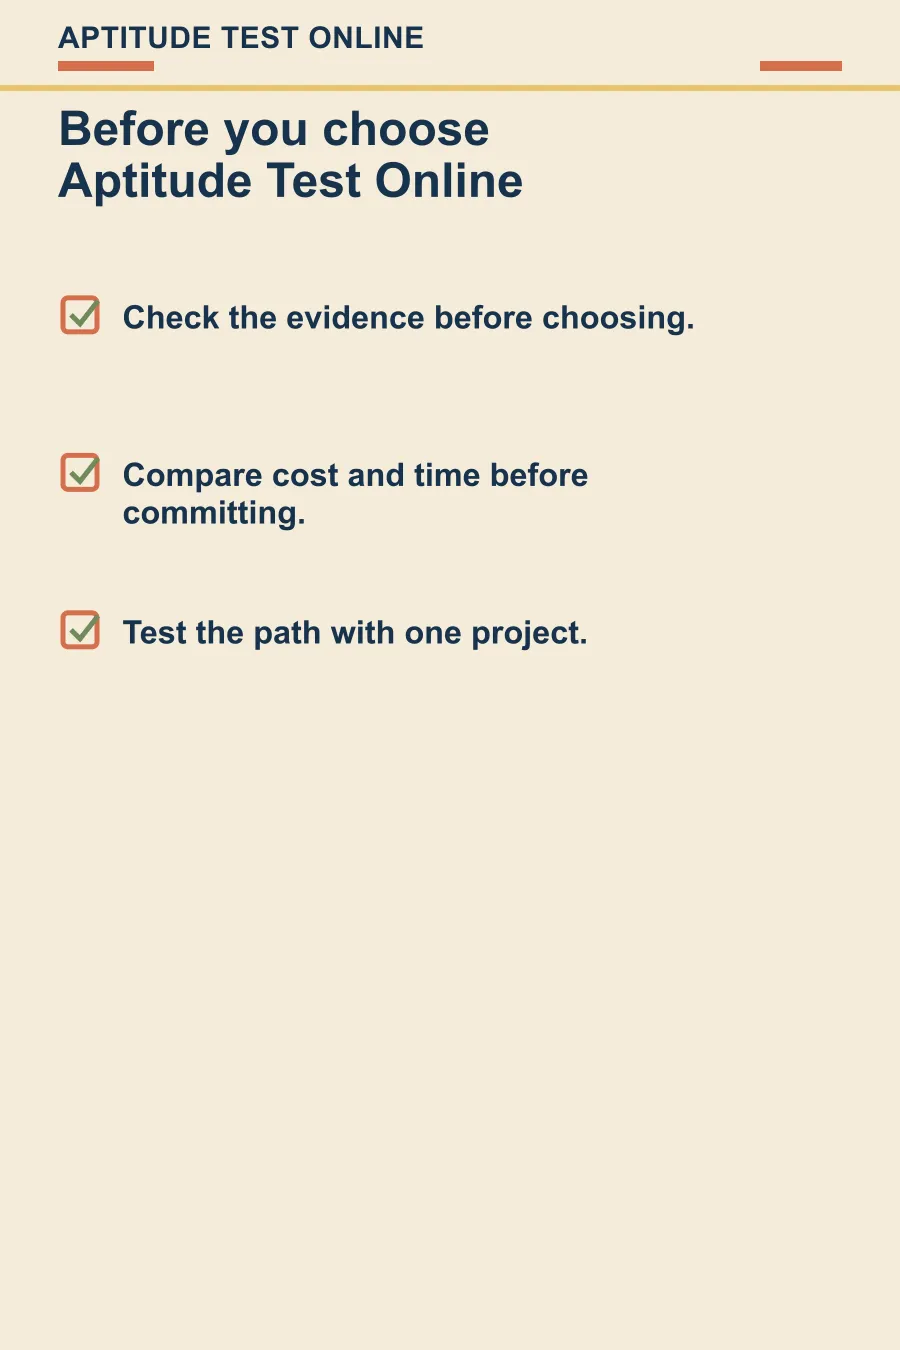 APTITUDE TEST ONLINE
Before you choose
Aptitude Test Online
Check the evidence before choosing.
Compare cost and time before
committing.
Test the path with one project.